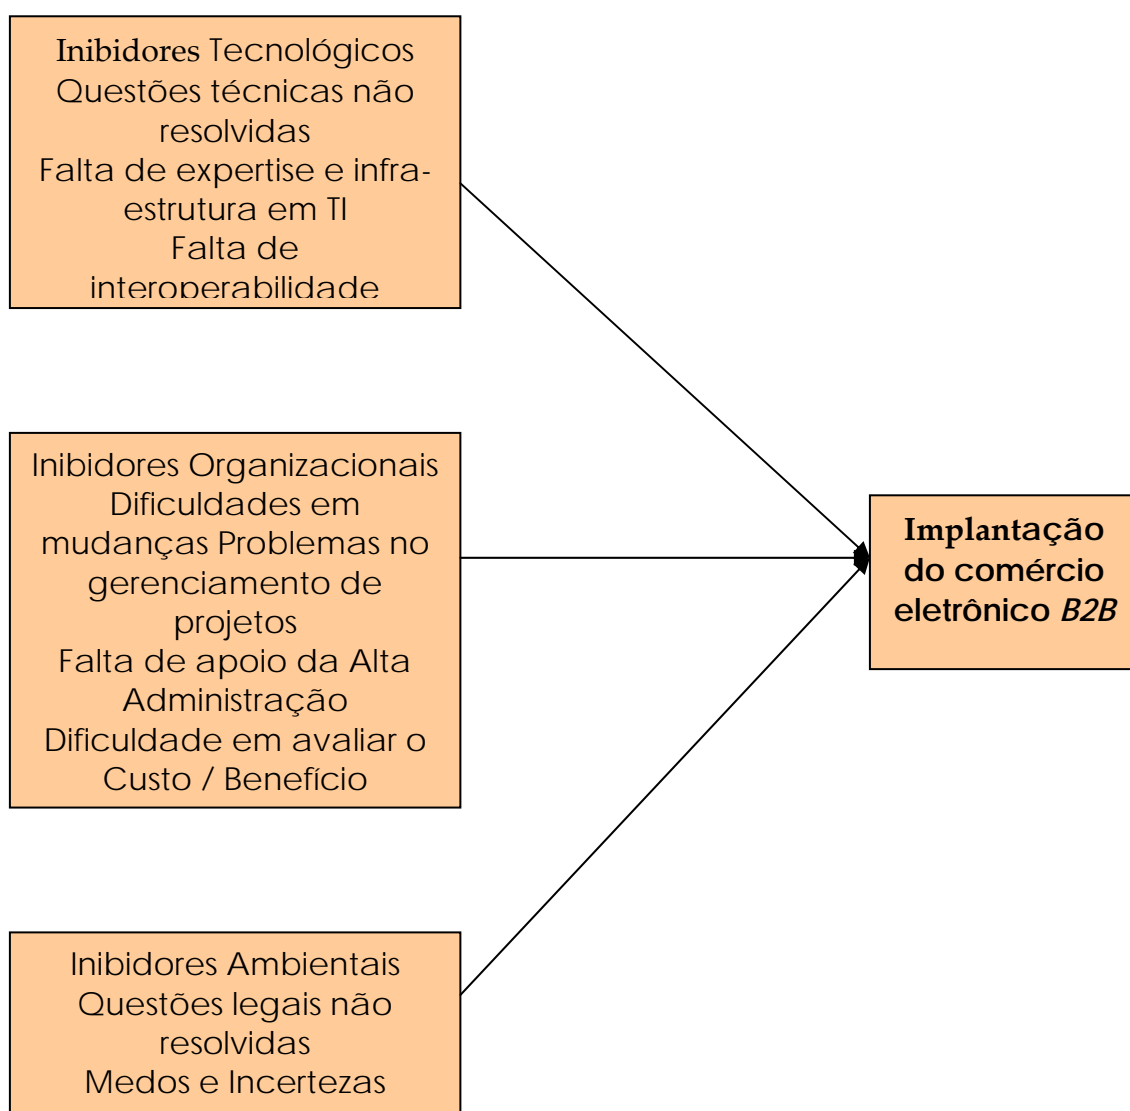 Inibidores Tecnológicos
Questões técnicas não
resolvidas
Falta de expertise e infra-
estrutura em TI
Falta de
interoperabilidade
Inibidores Organizacionais
Dificuldades em
mudanças Problemas no
gerenciamento de
projetos
Falta de apoio da Alta
Administração
Dificuldade em avaliar o
Custo / Benefício
Implantação
do comércio
eletrônico B2B
Inibidores Ambientais
Questões legais não
resolvidas
Medos e Incertezas